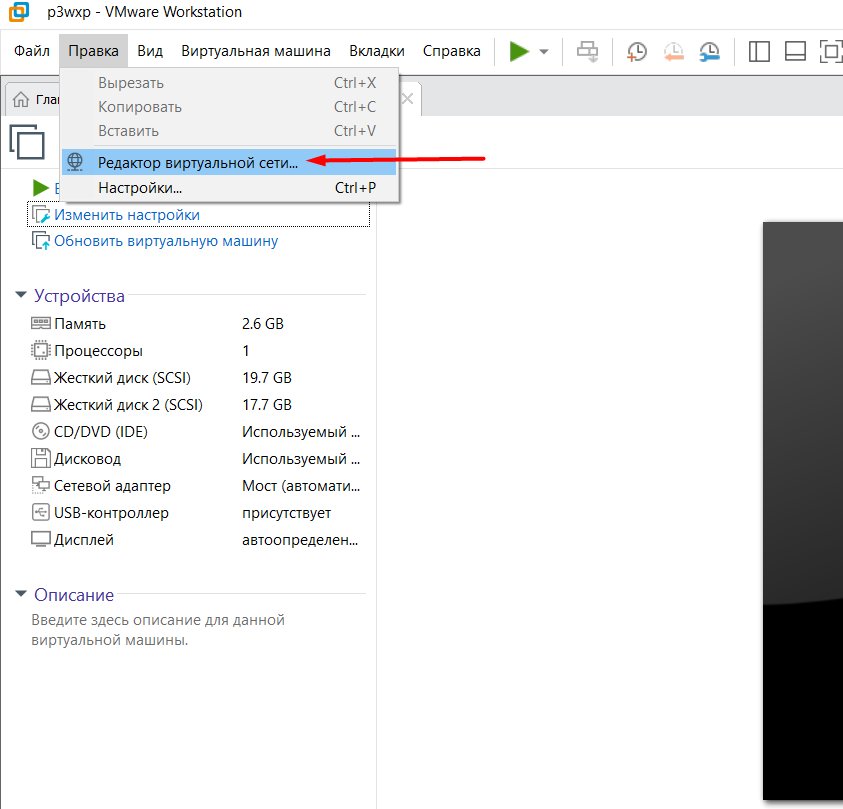 p3wxp - VMware Workstation
Файл Правка Вид Виртуальная машина Вкладки Справка
Вырезать Ctrl+X
Копировать Ctrl+C
Вставить Ctrl+V
Редактор виртуальной сети...
Настройки... Ctrl+P
Изменить настройки
Обновить виртуальную машину
Устройства
Память 2.6 GB
Процессоры 1
Жесткий диск (SCSI) 19.7 GB
Жесткий диск 2 (SCSI) 17.7 GB
CD/DVD (IDE) Используемый ...
Дисковод Используемый ...
Сетевой адаптер Мост (автомати...
USB-контроллер присутствует
Дисплей автоопределен...
Описание
Введите здесь описание для данной
виртуальной машины.